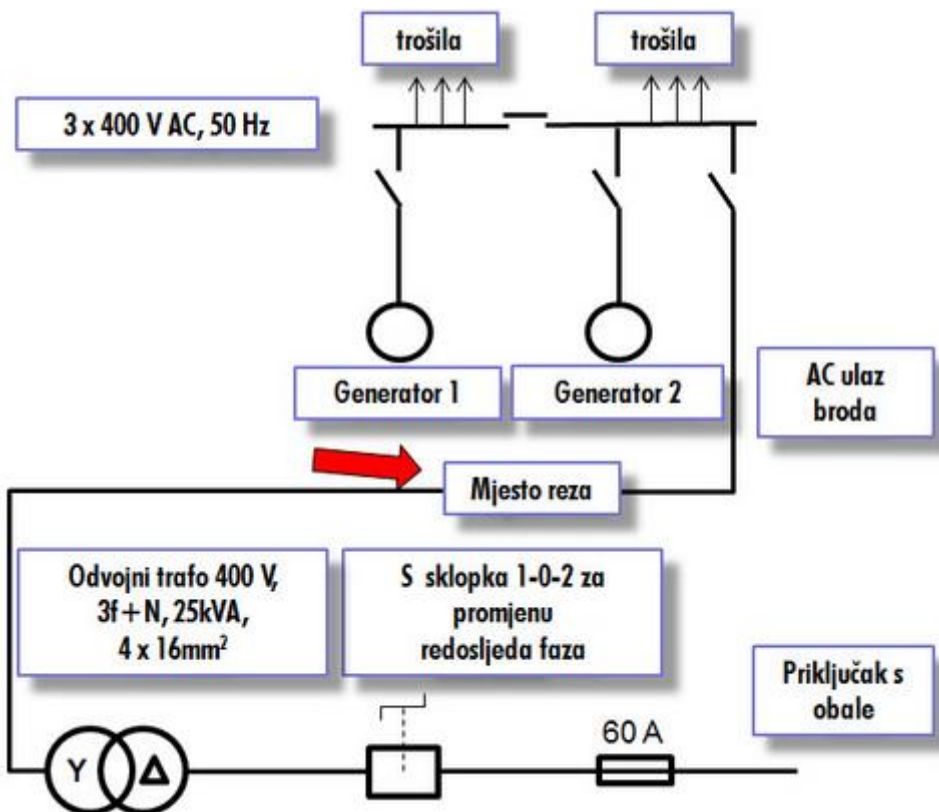 trošila
trošila
3 x 400 V AC, 50 Hz
Generator 1
Generator 2
AC ulaz
broda
Mjesto reza
Odvojni trafo 400 V,
3f + N, 25kVA,
4 x 16mm²
S sklopka 1-0-2 za
promjenu
redosljeda faza
Priključak s
obale
60 A
Y
Δ